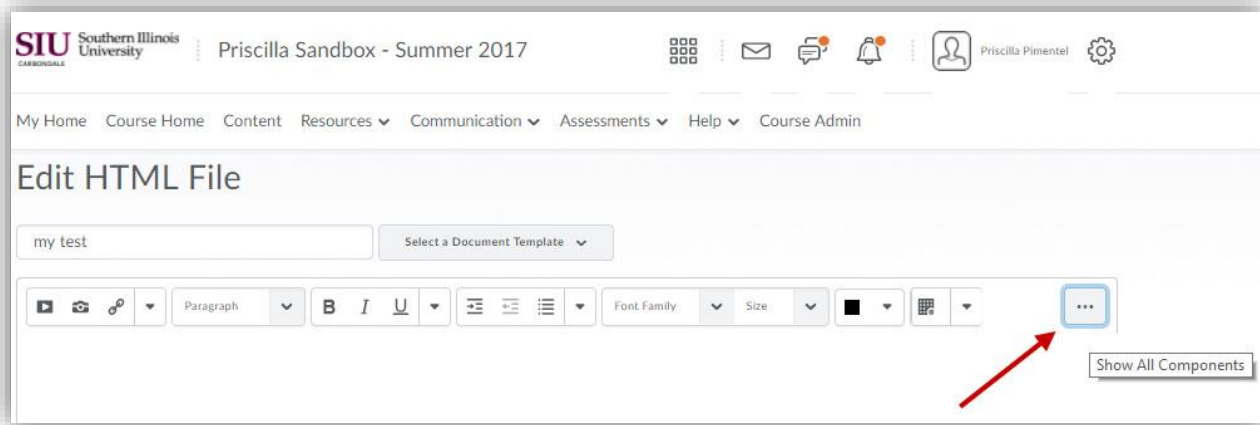 SIU Southern Illinois University
CARBONDALE
Priscilla Sandbox - Summer 2017
Priscilla Pimentel
My Home Course Home Content Resources Communication Assessments Help Course Admin
Edit HTML File
my test
Select a Document Template
Paragraph B I U Font Family Size
Show All Components